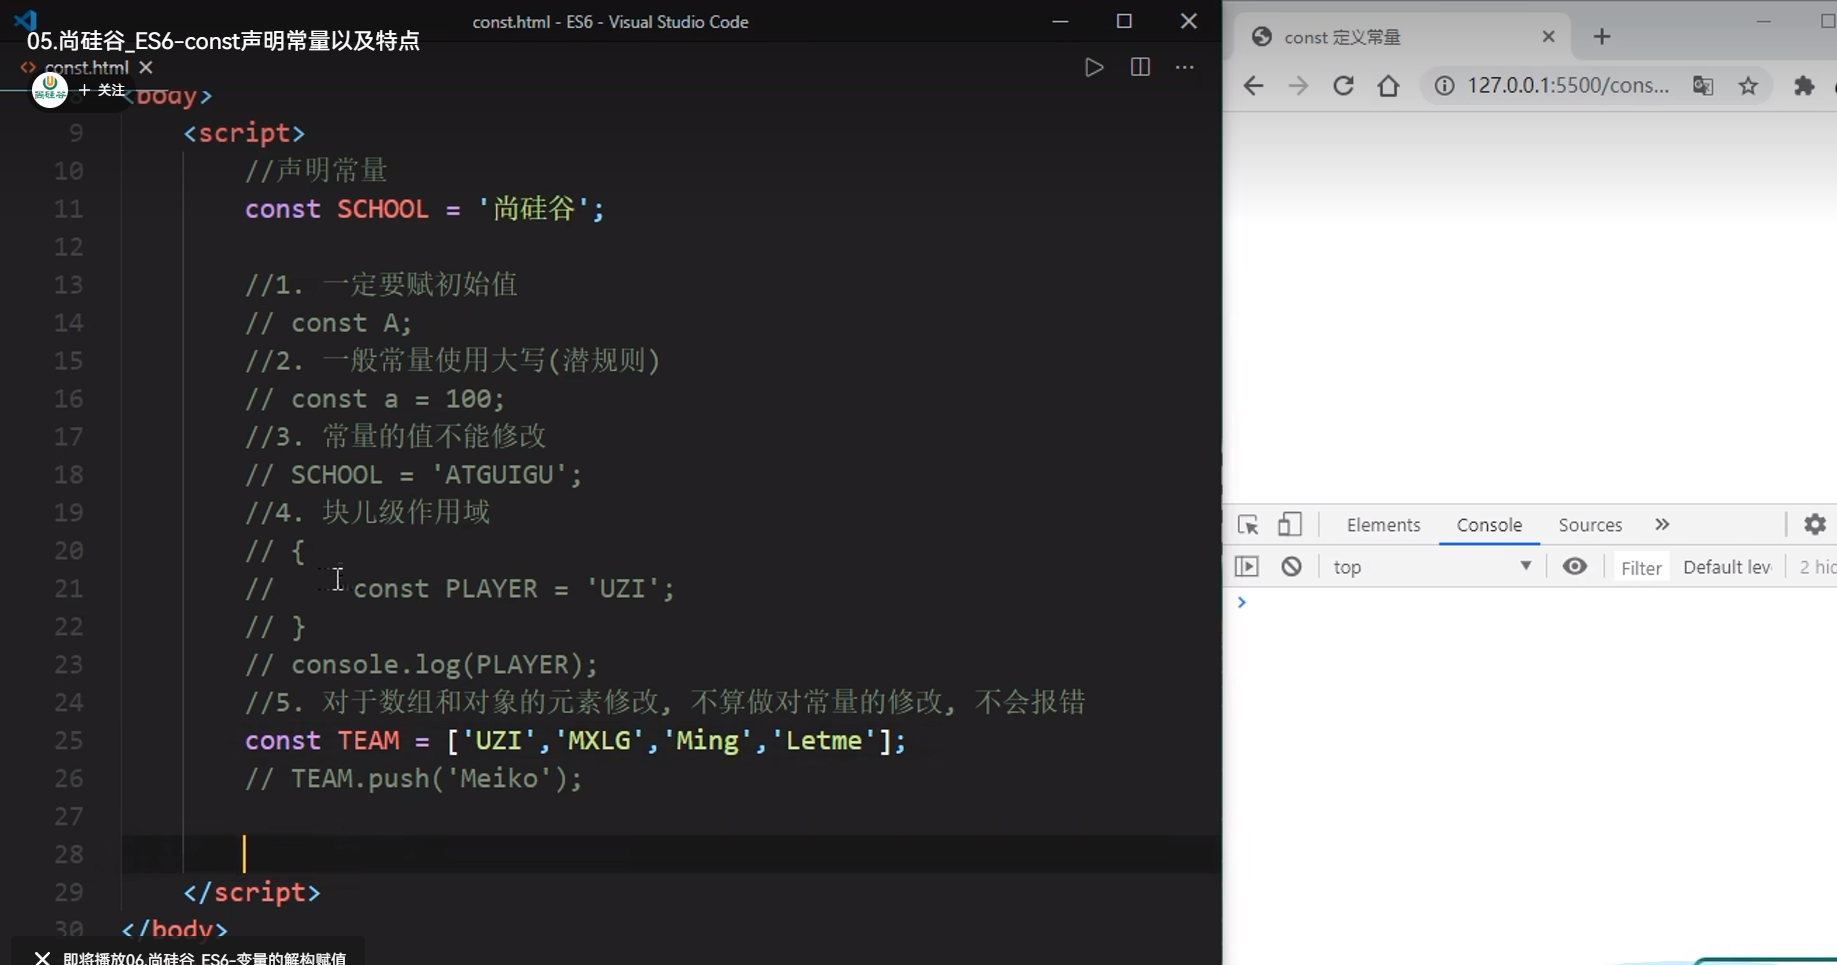 const.html - ES6 - Visual Studio Code
05.尚硅谷_ES6-const声明常量以及特点
const.html
尚硅谷
+ 关注
<body>
9 <script>
10 //声明常量
11 const SCHOOL = '尚硅谷';
12
13 //1. 一定要赋初始值
14 // const A;
15 //2. 一般常量使用大写(潜规则)
16 // const a = 100;
17 //3. 常量的值不能修改
18 // SCHOOL = 'ATGUIGU';
19 //4. 块儿级作用域
20 // {
21 // const PLAYER = 'UZI';
22 // }
23 // console.log(PLAYER);
24 //5. 对于数组和对象的元素修改, 不算做对常量的修改, 不会报错
25 const TEAM = ['UZI','MXLG','Ming','Letme'];
26 // TEAM.push('Meiko');
27
28
29 </script>
30 </body>
即将播放06.尚硅谷_ES6-变量的解构赋值
const 定义常量
127.0.0.1:5500/cons...
Elements Console Sources
top Filter Default lev 2 hid